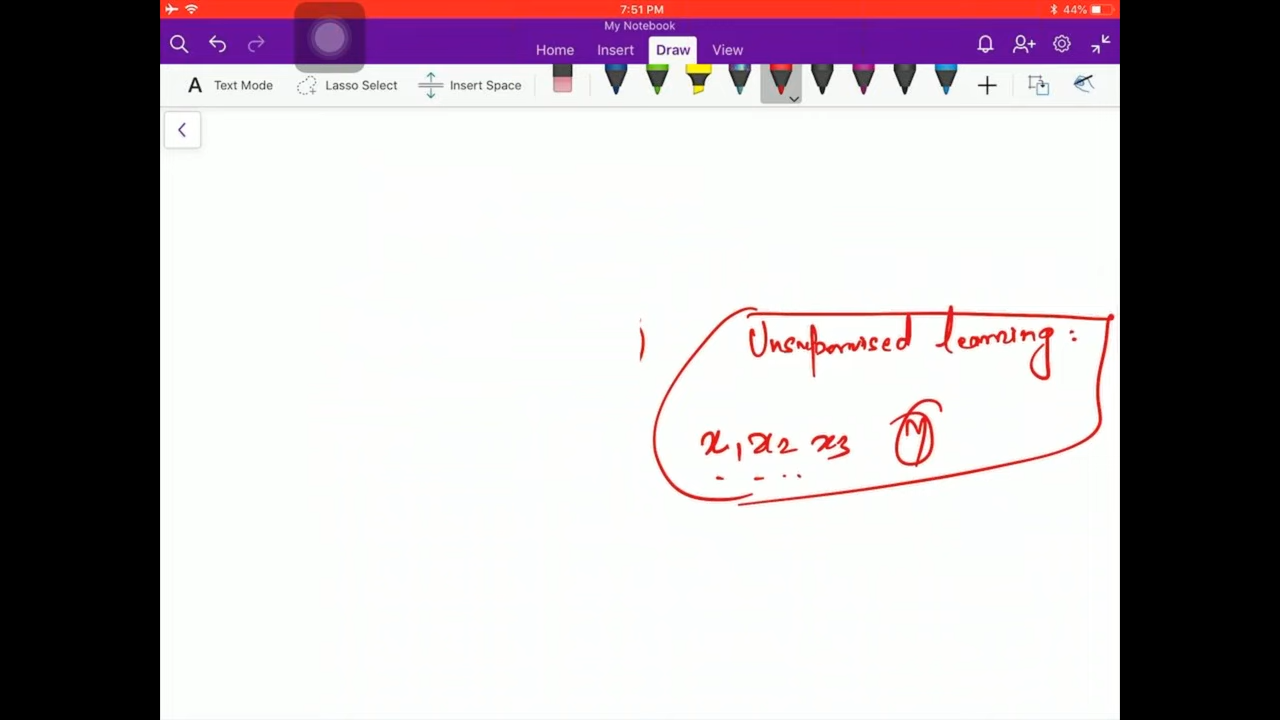 7:51 PM
44%
My Notebook
Home Insert Draw View
A Text Mode Lasso Select Insert Space
Unsupervised learning:
x1, x2 x3 Y